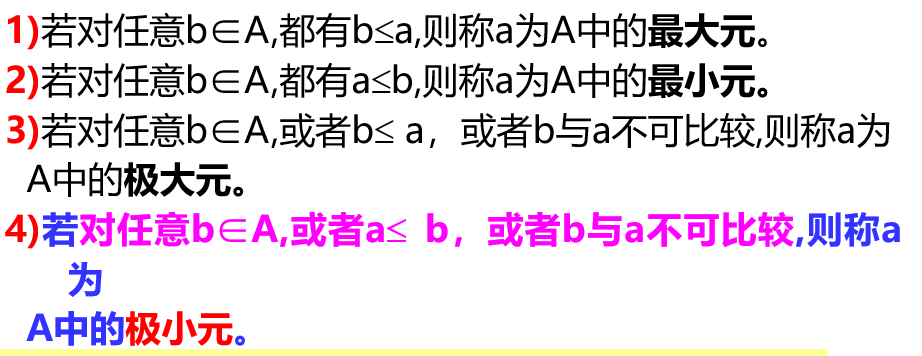 1)若对任意b∈A,都有b≤a,则称a为A中的最大元。
2)若对任意b∈A,都有a≤b,则称a为A中的最小元。
3)若对任意b∈A,或者b≤ a，或者b与a不可比较,则称a为
A中的极大元。
4)若对任意b∈A,或者a≤ b，或者b与a不可比较,则称a
为
A中的极小元。